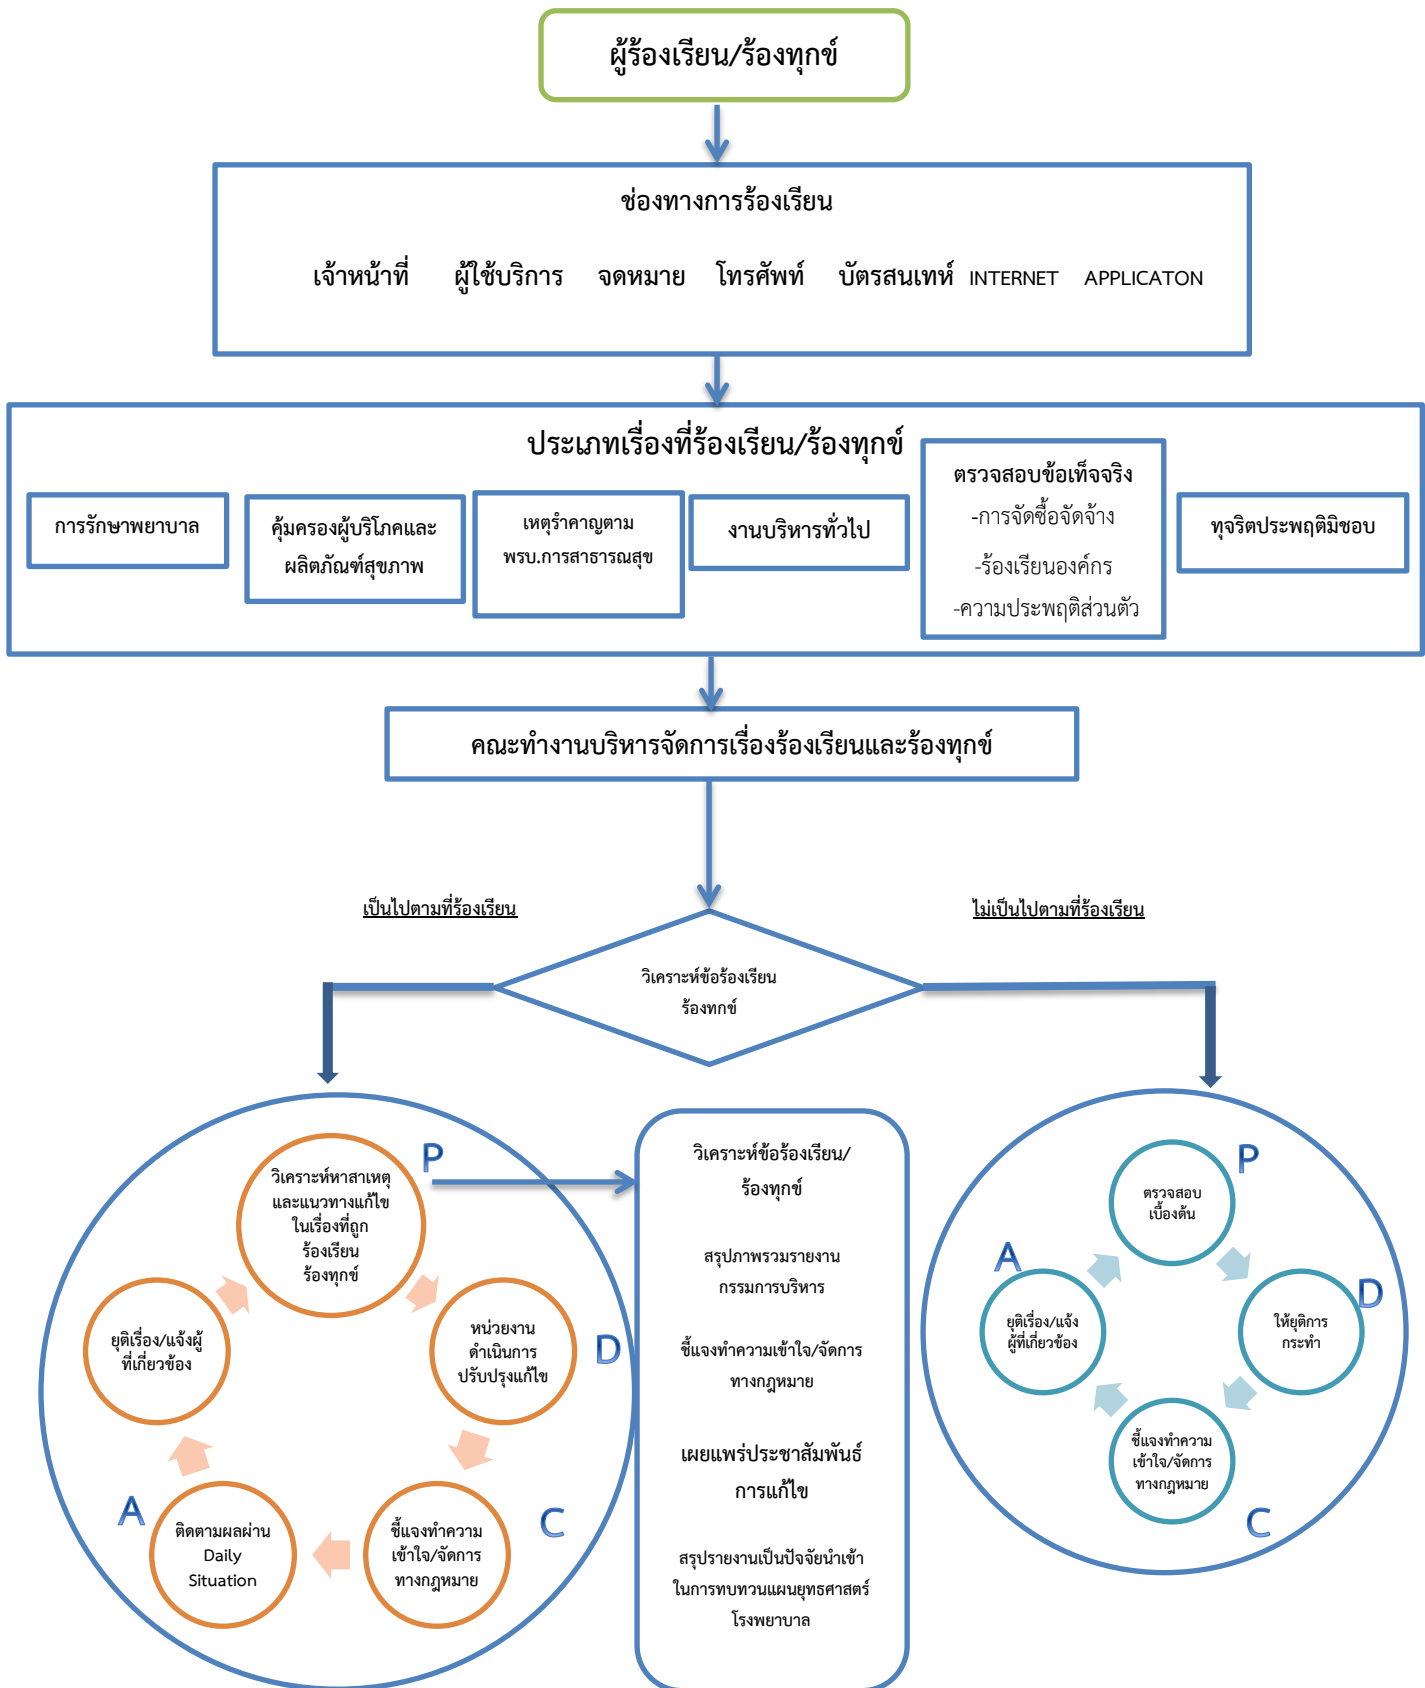 ผู้ร้องเรียน/ร้องทุกข์
ช่องทางการร้องเรียน
เจ้าหน้าที่ ผู้ใช้บริการ จดหมาย โทรศัพท์ บัตรสนเทห์ INTERNET APPLICATON
ประเภทเรื่องที่ร้องเรียน/ร้องทุกข์
การรักษาพยาบาล
คุ้มครองผู้บริโภคและ
ผลิตภัณฑ์สุขภาพ
เหตุรำคาญตาม
พรบ.การสาธารณสุข
งานบริหารทั่วไป
ตรวจสอบข้อเท็จจริง
-การจัดซื้อจัดจ้าง
-ร้องเรียนองค์กร
-ความประพฤติส่วนตัว
ทุจริตประพฤติมิชอบ
คณะทำงานบริหารจัดการเรื่องร้องเรียนและร้องทุกข์
เป็นไปตามที่ร้องเรียน
ไม่เป็นไปตามที่ร้องเรียน
วิเคราะห์ข้อร้องเรียน
ร้องทกข์
P
วิเคราะห์หาสาเหตุ
และแนวทางแก้ไข
ในเรื่องที่ถูก
ร้องเรียน
ร้องทุกข์
D
หน่วยงาน
ดำเนินการ
ปรับปรุงแก้ไข
C
ชี้แจงทำความ
เข้าใจ/จัดการ
ทางกฎหมาย
A
ติดตามผลผ่าน
Daily
Situation
ยุติเรื่อง/แจ้งผู้
ที่เกี่ยวข้อง
วิเคราะห์ข้อร้องเรียน/
ร้องทุกข์
สรุปภาพรวมรายงาน
กรรมการบริหาร
ชี้แจงทำความเข้าใจ/จัดการ
ทางกฎหมาย
เผยแพร่ประชาสัมพันธ์
การแก้ไข
สรุปรายงานเป็นปัจจัยนำเข้า
ในการทบทวนแผนยุทธศาสตร์
โรงพยาบาล
P
ตรวจสอบ
เบื้องต้น
D
ให้ยุติการ
กระทำ
C
ชี้แจงทำความ
เข้าใจ/จัดการ
ทางกฎหมาย
A
ยุติเรื่อง/แจ้ง
ผู้ที่เกี่ยวข้อง